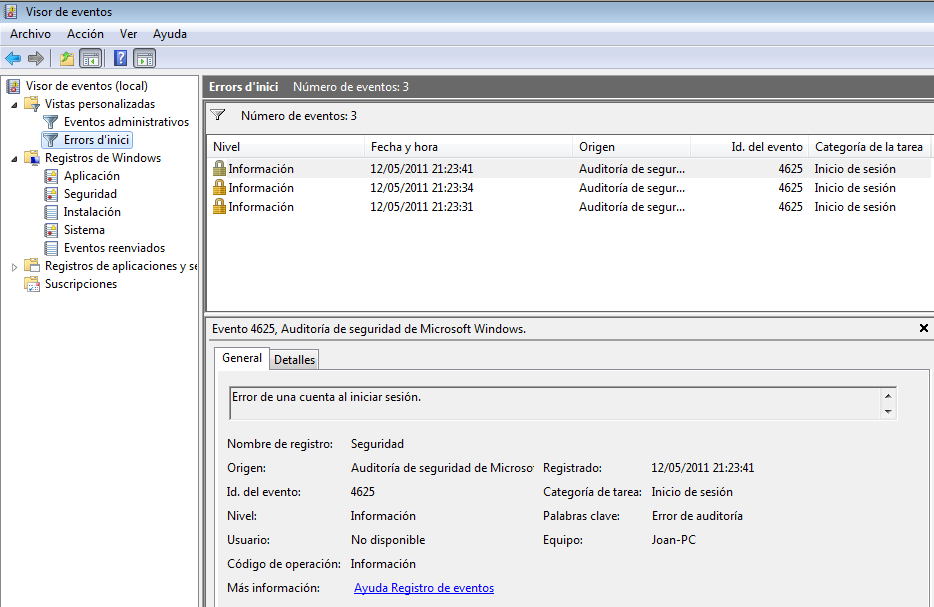 Visor de eventos
Archivo Acción Ver Ayuda
Visor de eventos (local)
Vistas personalizadas
Eventos administrativos
Errors d'inici
Registros de Windows
Aplicación
Seguridad
Instalación
Sistema
Eventos reenviados
Registros de aplicaciones y se
Suscripciones
Errors d'inici Número de eventos: 3
Número de eventos: 3
Nivel Fecha y hora Origen Id. del evento Categoría de la tarea
Información 12/05/2011 21:23:41 Auditoría de segur... 4625 Inicio de sesión
Información 12/05/2011 21:23:34 Auditoría de segur... 4625 Inicio de sesión
Información 12/05/2011 21:23:31 Auditoría de segur... 4625 Inicio de sesión
Evento 4625, Auditoría de seguridad de Microsoft Windows.
General Detalles
Error de una cuenta al iniciar sesión.
Nombre de registro: Seguridad
Origen: Auditoría de seguridad de Microsof Registrado: 12/05/2011 21:23:41
Id. del evento: 4625 Categoría de tarea: Inicio de sesión
Nivel: Información Palabras clave: Error de auditoría
Usuario: No disponible Equipo: Joan-PC
Código de operación: Información
Más información: Ayuda Registro de eventos